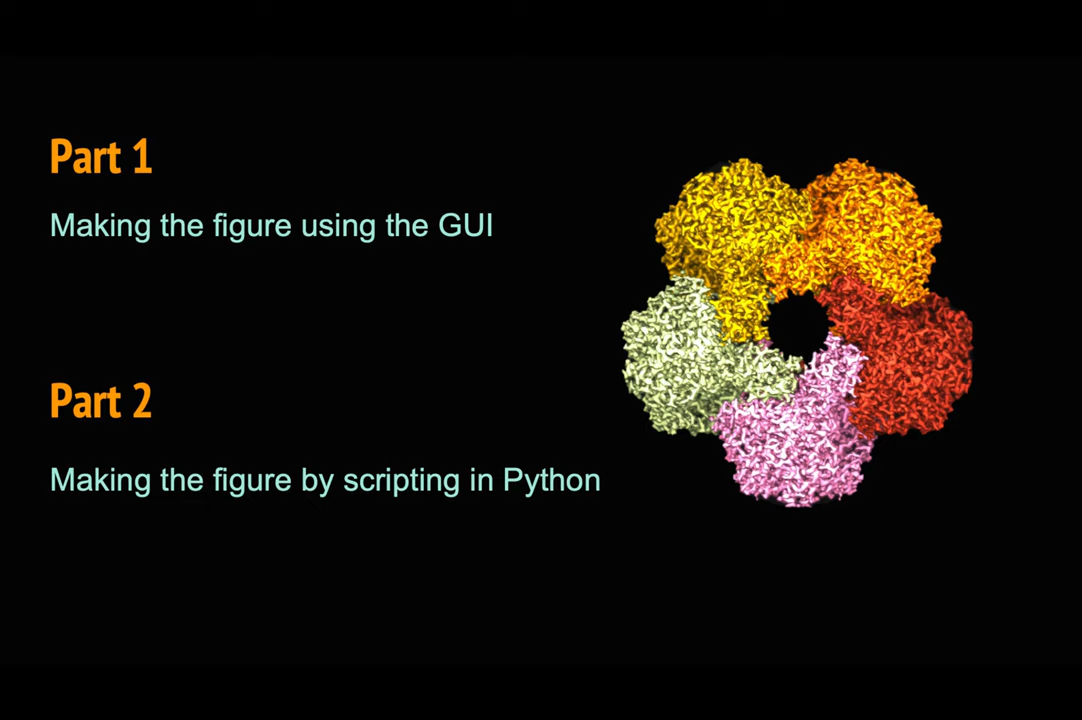 Part 1
Making the figure using the GUI
Part 2
Making the figure by scripting in Python